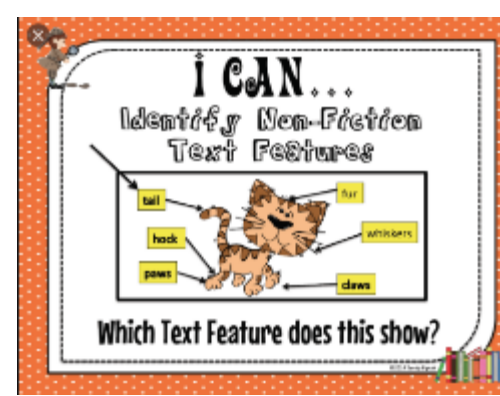 i CAN...
Identify Non-Fiction
Text Features
tail
fur
hock
whiskers
paws
claws
Which Text Feature does this show?